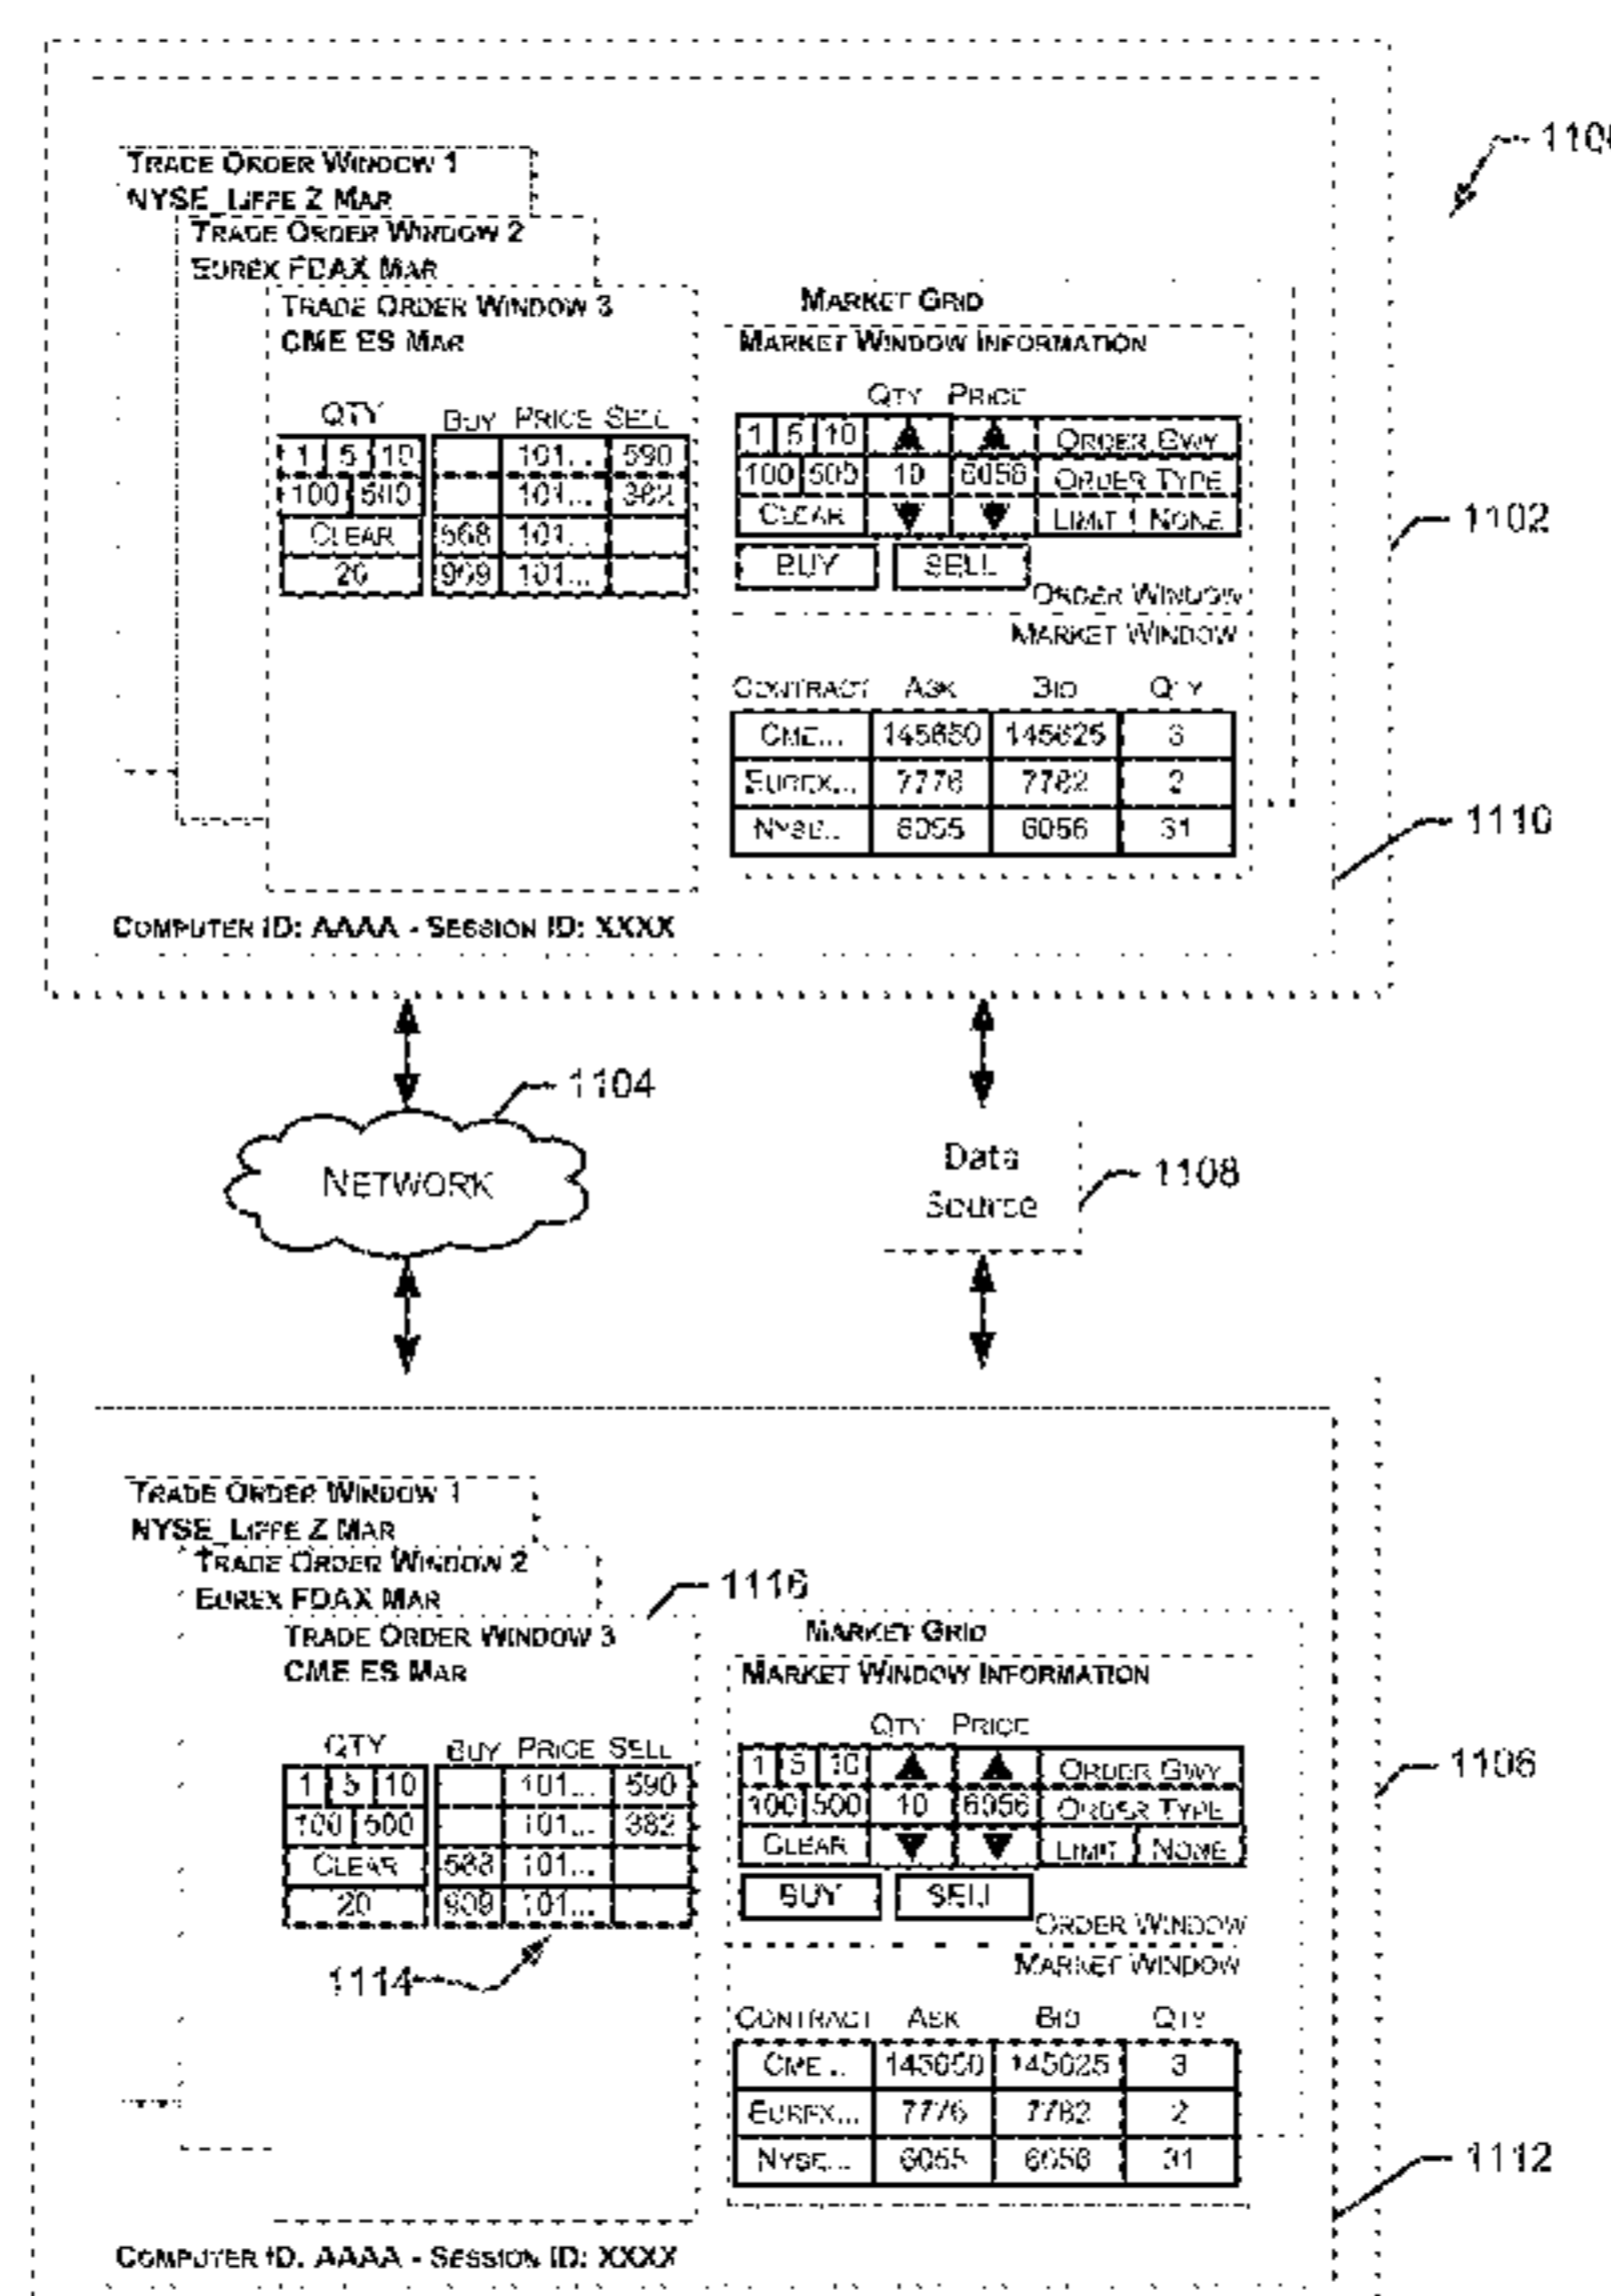 TRADE ORDER WINDOW 1
NYSE_LIFFE Z MAR
TRADE ORDER WINDOW 2
EUREX FDAX MAR
TRADE ORDER WINDOW 3
CME ES MAR
QTY BUY PRICE SELL
1 5 10 101... 590
100 500 101... 382
CLEAR 568 101...
20 909 101...
MARKET GRID
MARKET WINDOW INFORMATION
QTY PRICE
1 5 10 ▲ ▲ ORDER GWY
100 500 10 6056 ORDER TYPE
CLEAR ▼ ▼ LIMIT NONE
BUY SELL
ORDER WINDOW
MARKET WINDOW
CONTRACT ASK BID QTY
CME... 145650 145625 3
EUREX... 7776 7782 2
NYSE... 6055 6056 31
COMPUTER ID: AAAA - SESSION ID: XXXX
1102
1110
NETWORK
1104
Data
Source
1108
TRADE ORDER WINDOW 1
NYSE_LIFFE Z MAR
TRADE ORDER WINDOW 2
EUREX FDAX MAR
1116
TRADE ORDER WINDOW 3
CME ES MAR
QTY BUY PRICE SELL
1 5 10 101... 590
100 500 101... 382
CLEAR 568 101...
20 909 101...
1114
MARKET GRID
MARKET WINDOW INFORMATION
QTY PRICE
1 5 10 ▲ ▲ ORDER GWY
100 500 10 6056 ORDER TYPE
CLEAR ▼ ▼ LIMIT NONE
BUY SELL
ORDER WINDOW
MARKET WINDOW
CONTRACT ASK BID QTY
CME... 145650 145625 3
EUREX... 7776 7782 2
NYSE... 6055 6056 31
COMPUTER ID: AAAA - SESSION ID: XXXX
1106
1112